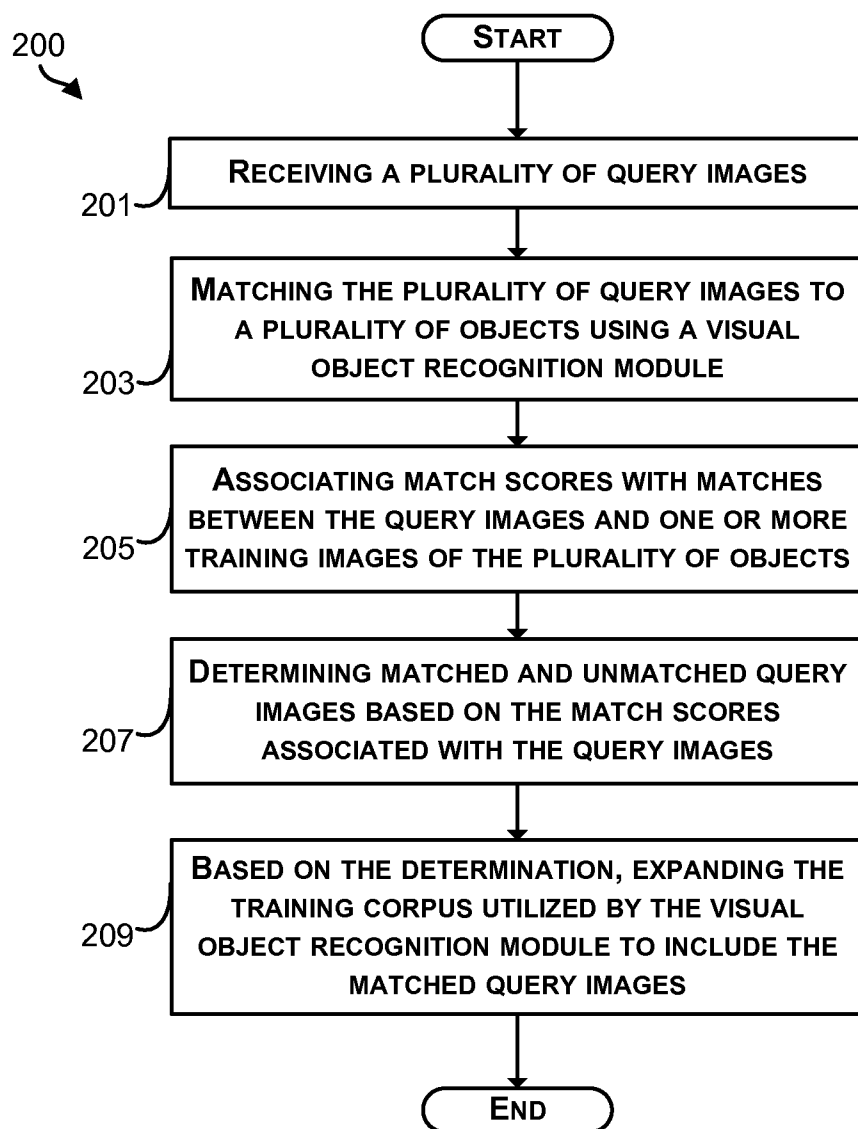 200
START
201
RECEIVING A PLURALITY OF QUERY IMAGES
203
MATCHING THE PLURALITY OF QUERY IMAGES TO
A PLURALITY OF OBJECTS USING A VISUAL
OBJECT RECOGNITION MODULE
205
ASSOCIATING MATCH SCORES WITH MATCHES
BETWEEN THE QUERY IMAGES AND ONE OR MORE
TRAINING IMAGES OF THE PLURALITY OF OBJECTS
207
DETERMINING MATCHED AND UNMATCHED QUERY
IMAGES BASED ON THE MATCH SCORES
ASSOCIATED WITH THE QUERY IMAGES
209
BASED ON THE DETERMINATION, EXPANDING THE
TRAINING CORPUS UTILIZED BY THE VISUAL
OBJECT RECOGNITION MODULE TO INCLUDE THE
MATCHED QUERY IMAGES
END